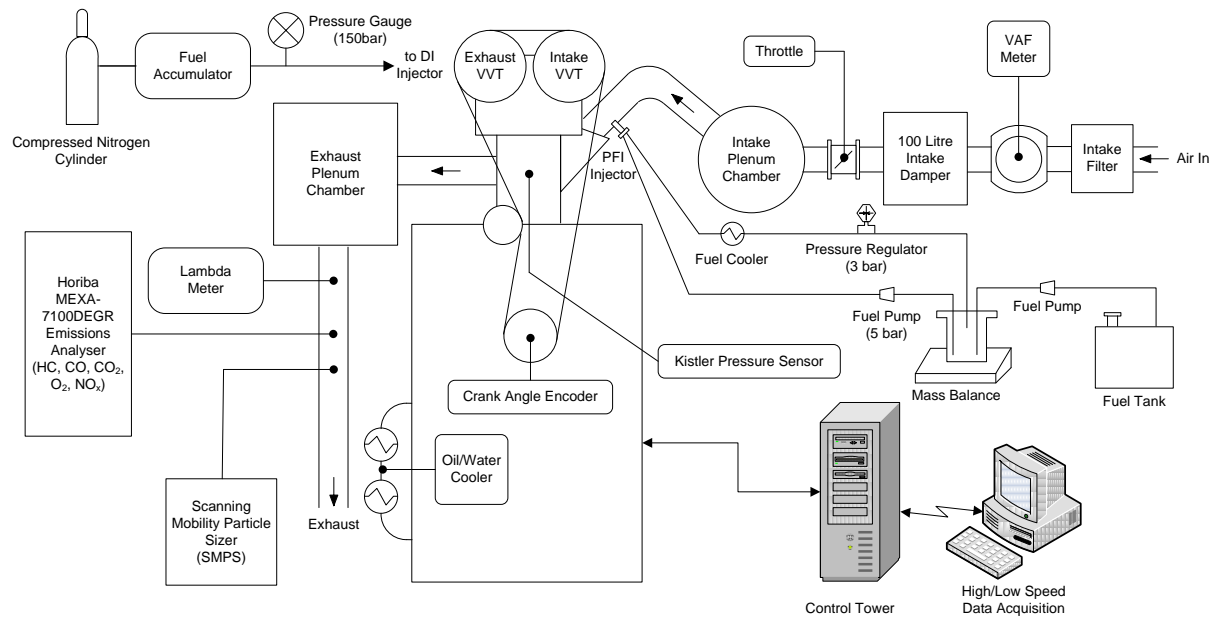 Pressure Gauge
(150bar)
Fuel
Accumulator
to DI
Injector
Compressed Nitrogen
Cylinder
Exhaust
VVT
Intake
VVT
Throttle
VAF
Meter
Exhaust
Plenum
Chamber
PFI
Injector
Intake
Plenum
Chamber
100 Litre
Intake
Damper
Intake
Filter
Air In
Fuel Cooler
Pressure Regulator
(3 bar)
Lambda
Meter
Horiba
MEXA-
7100DEGR
Emissions
Analyser
(HC, CO, CO₂,
O₂, NOₓ)
Fuel Pump
(5 bar)
Fuel Pump
Kistler Pressure Sensor
Crank Angle Encoder
Mass Balance
Fuel Tank
Oil/Water
Cooler
Scanning
Mobility Particle
Sizer
(SMPS)
Exhaust
Control Tower
High/Low Speed
Data Acquisition